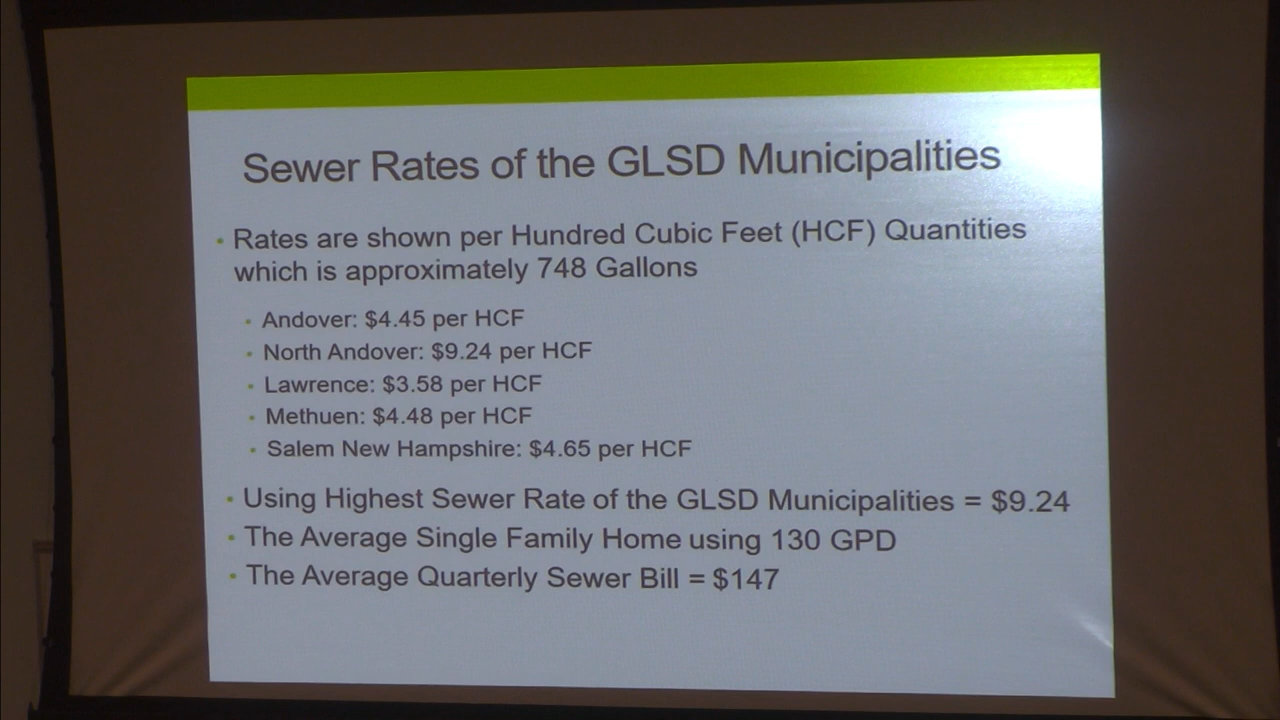 Sewer Rates of the GLSD Municipalities
• Rates are shown per Hundred Cubic Feet (HCF) Quantities
which is approximately 748 Gallons
• Andover: $4.45 per HCF
• North Andover: $9.24 per HCF
• Lawrence: $3.58 per HCF
• Methuen: $4.48 per HCF
• Salem New Hampshire: $4.65 per HCF
• Using Highest Sewer Rate of the GLSD Municipalities = $9.24
• The Average Single Family Home using 130 GPD
• The Average Quarterly Sewer Bill = $147